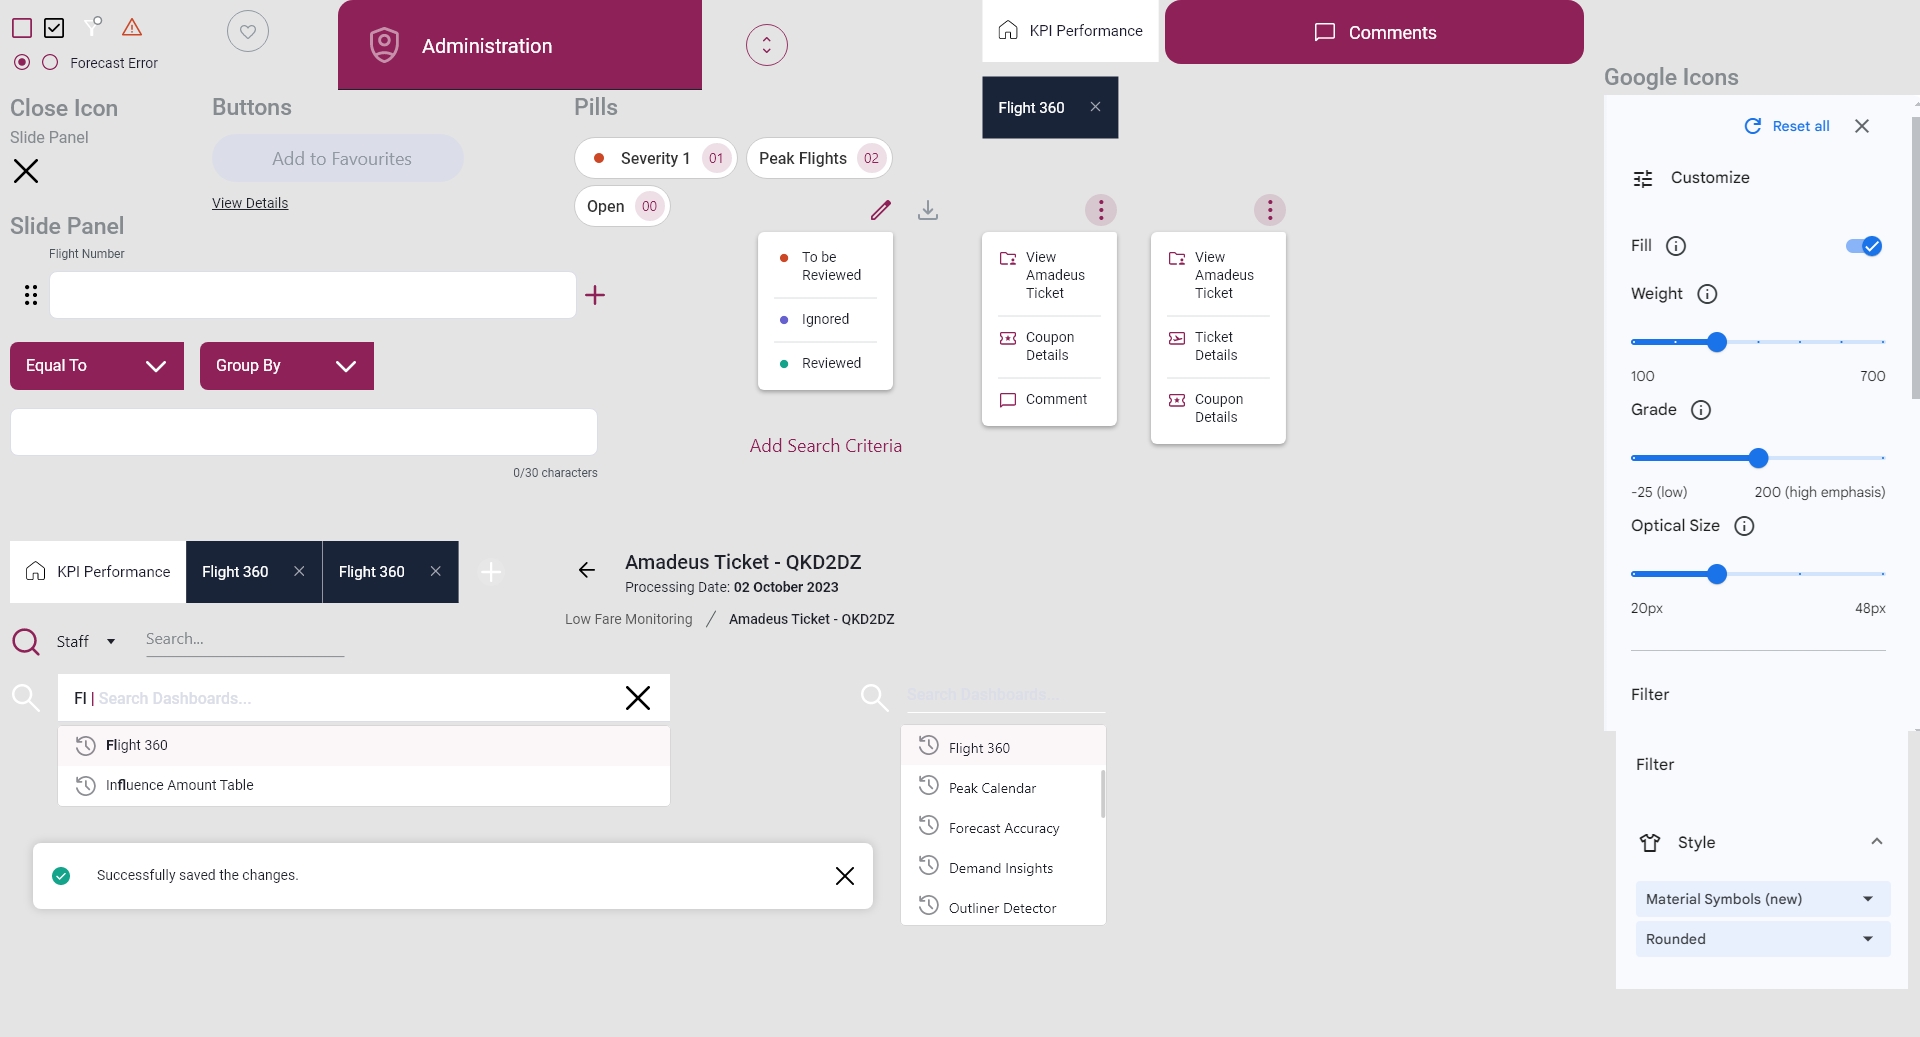 Forecast Error
Administration
KPI Performance
Comments
Flight 360
Google Icons
Close Icon
Slide Panel
Buttons
Add to Favourites
View Details
Pills
Severity 1 01
Peak Flights 02
Open 00
Slide Panel
Flight Number
Equal To
Group By
0/30 characters
To be
Reviewed
Ignored
Reviewed
Add Search Criteria
View
Amadeus
Ticket
Coupon
Details
Comment
View
Amadeus
Ticket
Ticket
Details
Coupon
Details
Reset all
Customize
Fill
Weight
100 700
Grade
-25 (low) 200 (high emphasis)
Optical Size
20px 48px
Filter
Filter
Style
Material Symbols (new)
Rounded
KPI Performance
Flight 360
Flight 360
Amadeus Ticket - QKD2DZ
Processing Date: 02 October 2023
Low Fare Monitoring / Amadeus Ticket - QKD2DZ
Staff
Search...
Fl | Search Dashboards...
Flight 360
Influence Amount Table
Search Dashboards...
Flight 360
Peak Calendar
Forecast Accuracy
Demand Insights
Outliner Detector
Successfully saved the changes.